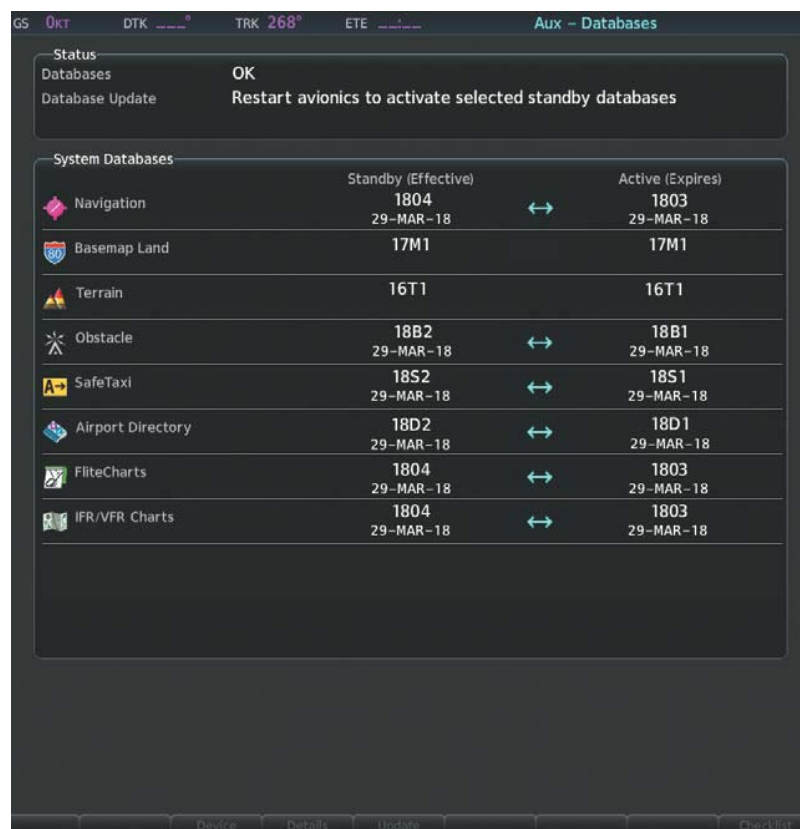 GS 0KT DTK ___° TRK 268° ETE __:__ Aux – Databases
Status
Databases OK
Database Update Restart avionics to activate selected standby databases
System Databases
Standby (Effective) Active (Expires)
Navigation 1804 ↔ 1803
29-MAR-18 29-MAR-18
80
Basemap Land 17M1 17M1
Terrain 16T1 16T1
Obstacle 18B2 ↔ 18B1
29-MAR-18 29-MAR-18
A→ SafeTaxi 18S2 ↔ 18S1
29-MAR-18 29-MAR-18
Airport Directory 18D2 ↔ 18D1
29-MAR-18 29-MAR-18
FliteCharts 1804 ↔ 1803
29-MAR-18 29-MAR-18
IFR/VFR Charts 1804 ↔ 1803
29-MAR-18 29-MAR-18
Device Details Update Checklist